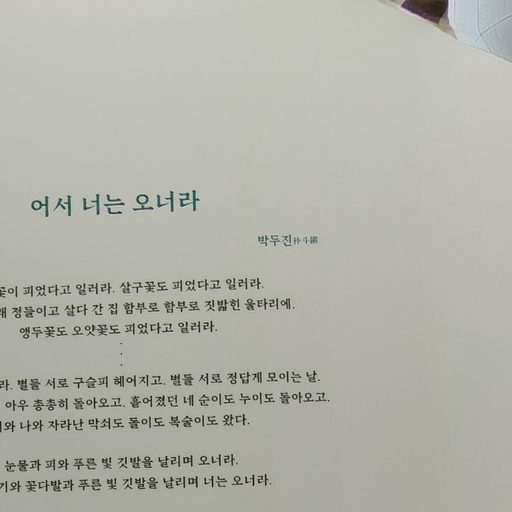 어서 너는 오너라
박두진朴斗鎭
꽃이 피었다고 일러라. 살구꽃도 피었다고 일러라.
정들이고 살다 간 집 함부로 함부로 짓밟힌 울타리에.
앵두꽃도 오얏꽃도 피었다고 일러라.
.
.
.
별들 서로 구슬피 헤어지고. 별들 서로 정답게 모이는 날.
아우 총총히 돌아오고. 흩어졌던 네 순이도 누이도 돌아오고.
와 나와 자라난 막쇠도 돌이도 복술이도 왔다.
눈물과 피와 푸른 빛 깃발을 날리며 오너라.
기와 꽃다발과 푸른 빛 깃발을 날리며 너는 오너라.